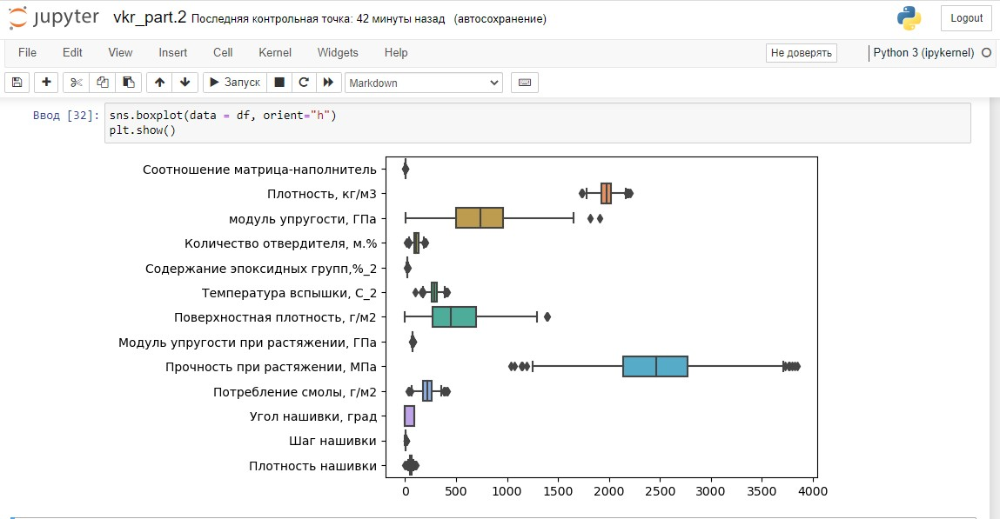 jupyter vkr_part.2 Последняя контрольная точка: 42 минуты назад (автосохранение)
Logout
File Edit View Insert Cell Kernel Widgets Help
Не доверять
Python 3 (ipykernel)
Запуск
Markdown
Ввод [32]:
sns.boxplot(data = df, orient="h")
plt.show()
Соотношение матрица-наполнитель
Плотность, кг/м3
модуль упругости, ГПа
Количество отвердителя, м.%
Содержание эпоксидных групп,%_2
Температура вспышки, С_2
Поверхностная плотность, г/м2
Модуль упругости при растяжении, ГПа
Прочность при растяжении, МПа
Потребление смолы, г/м2
Угол нашивки, град
Шаг нашивки
Плотность нашивки
0 500 1000 1500 2000 2500 3000 3500 4000